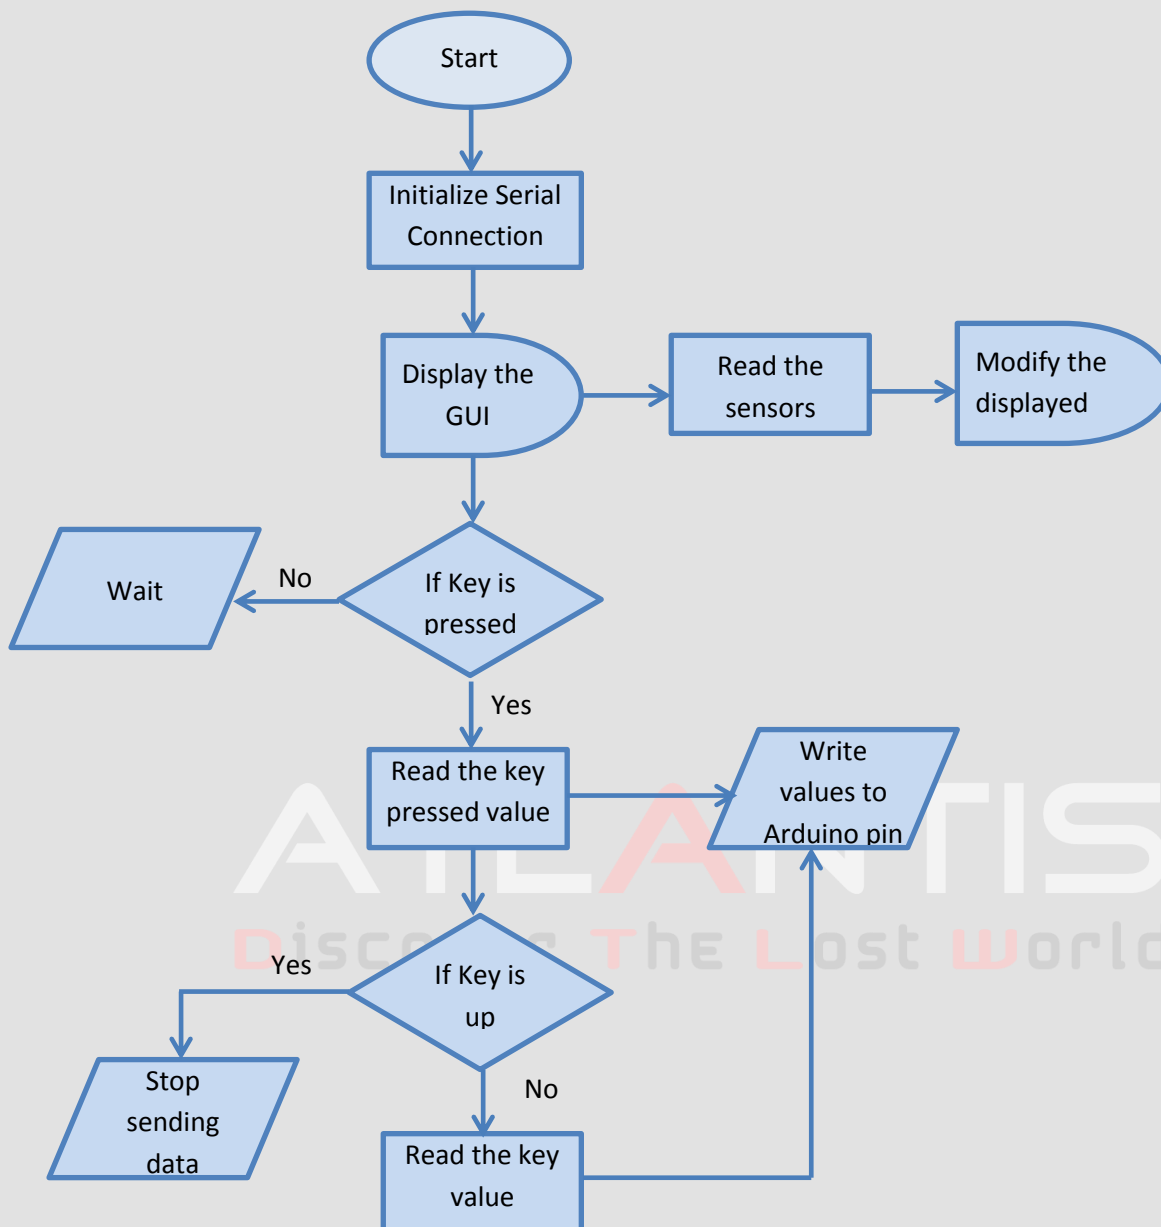 Start
Initialize Serial
Connection
Display the
GUI
Read the
sensors
Modify the
displayed
Wait
No
If Key is
pressed
Yes
Read the key
pressed value
Write
values to
Arduino pin
ATLANTIS
Discover The Lost World
Yes
If Key is
up
Stop
sending
data
No
Read the key
value